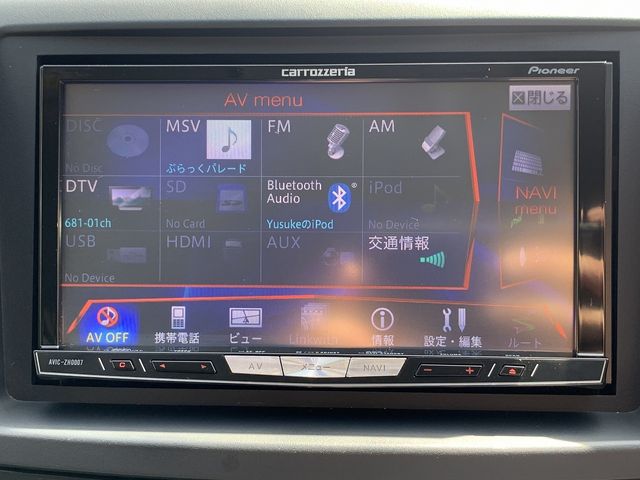 carrozzeria Pioneer
AV menu 閉じる
DISC MSV FM AM
No Disc ぶらっくパレード
NAVI menu
DTV SD Bluetooth Audio iPod
681-01ch No Card YusukeのiPod No Device
USB HDMI AUX 交通情報
No Device
AV OFF 携帯電話 ビュー Linkwith 情報 設定・編集 ルート
AVIC-ZH0007 AV メニュー NAVI